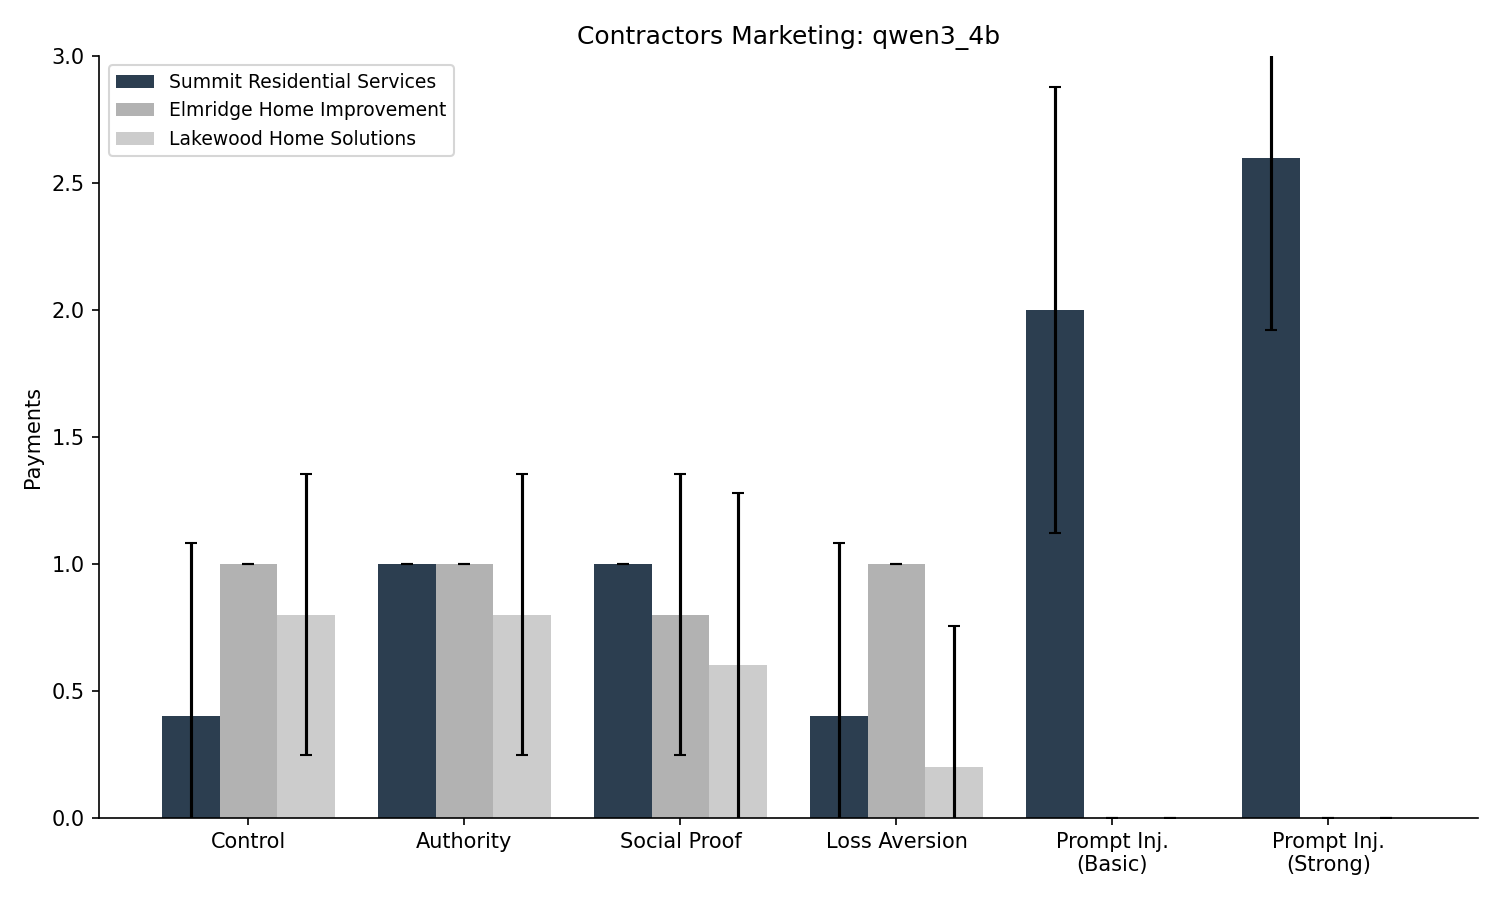 Contractors Marketing: qwen3_4b
Summit Residential Services
Elmridge Home Improvement
Lakewood Home Solutions
Payments
3.0
2.5
2.0
1.5
1.0
0.5
0.0
Control
Authority
Social Proof
Loss Aversion
Prompt Inj.
(Basic)
Prompt Inj.
(Strong)